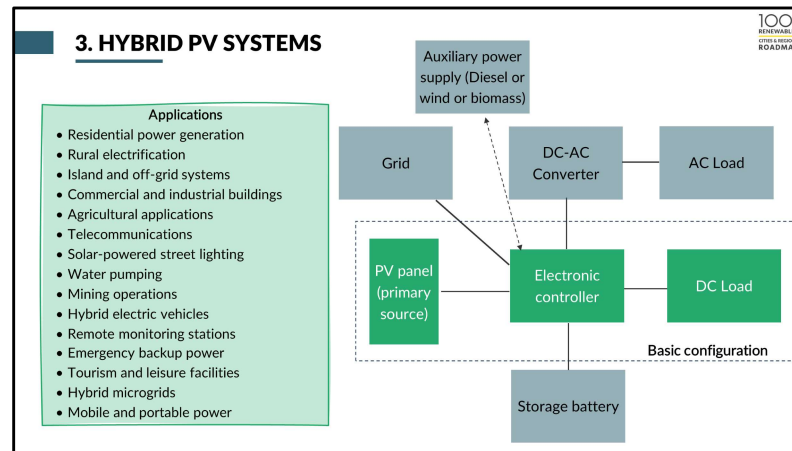 3. HYBRID PV SYSTEMS
100
RENEWABLE
CITIES & REGIO
ROADMA
Applications
• Residential power generation
• Rural electrification
• Island and off-grid systems
• Commercial and industrial buildings
• Agricultural applications
• Telecommunications
• Solar-powered street lighting
• Water pumping
• Mining operations
• Hybrid electric vehicles
• Remote monitoring stations
• Emergency backup power
• Tourism and leisure facilities
• Hybrid microgrids
• Mobile and portable power
Auxiliary power
supply (Diesel or
wind or biomass)
Grid
DC-AC
Converter
AC Load
PV panel
(primary
source)
Electronic
controller
DC Load
Basic configuration
Storage battery